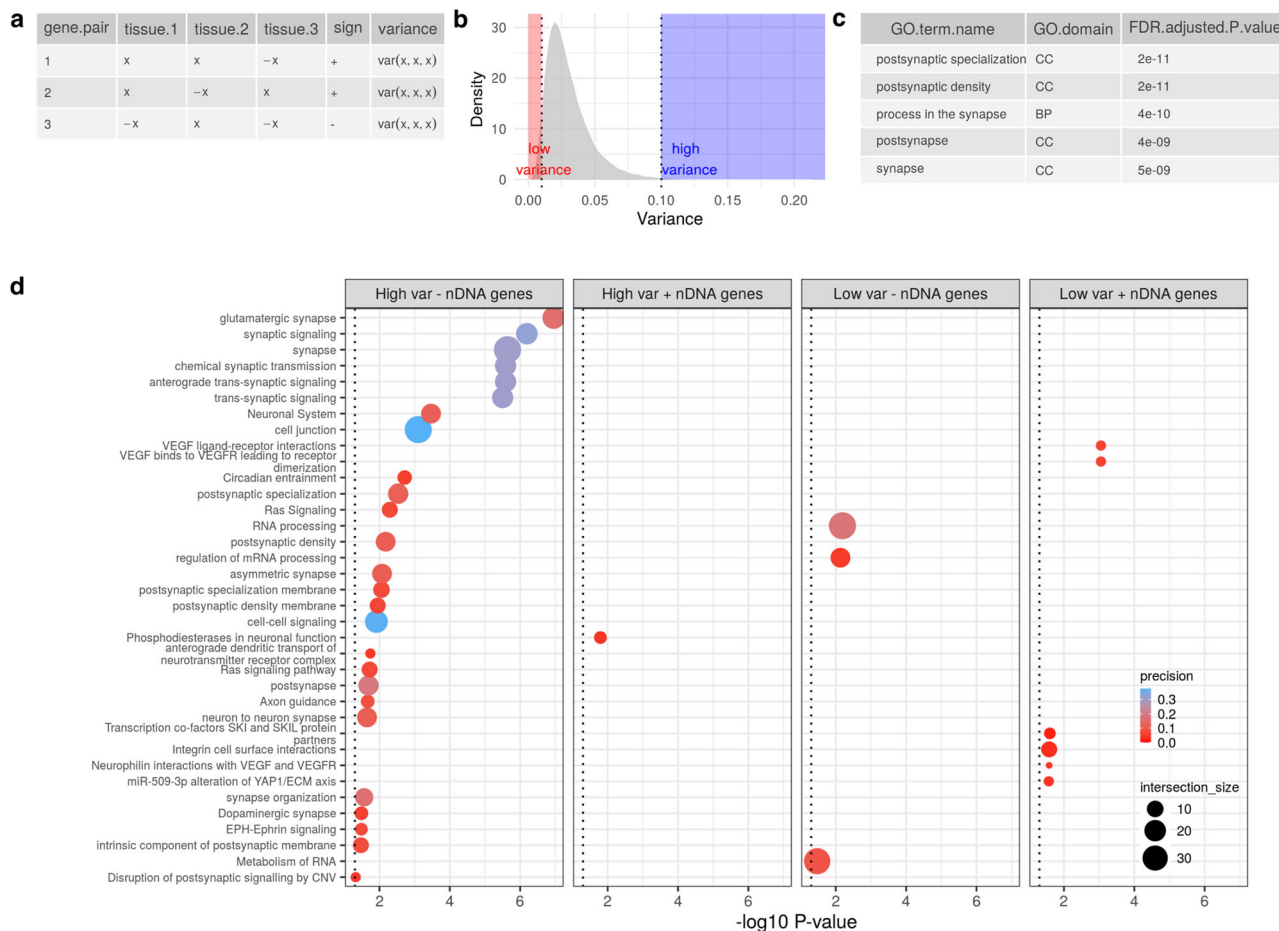 a
gene.pair tissue.1 tissue.2 tissue.3 sign variance
1 x x −x + var(x, x, x)
2 x −x x + var(x, x, x)
3 −x x −x - var(x, x, x)
b
Density
30
20
10
0
low
variance
high
variance
0.00 0.05 0.10 0.15 0.20
Variance
c
GO.term.name GO.domain FDR.adjusted.P.value
postsynaptic specialization CC 2e-11
postsynaptic density CC 2e-11
process in the synapse BP 4e-10
postsynapse CC 4e-09
synapse CC 5e-09
d
High var - nDNA genes High var + nDNA genes Low var - nDNA genes Low var + nDNA genes
glutamatergic synapse
synaptic signaling
synapse
chemical synaptic transmission
anterograde trans-synaptic signaling
trans-synaptic signaling
Neuronal System
cell junction
VEGF ligand-receptor interactions
VEGF binds to VEGFR leading to receptor
dimerization
Circadian entrainment
postsynaptic specialization
Ras Signaling
RNA processing
postsynaptic density
regulation of mRNA processing
asymmetric synapse
postsynaptic specialization membrane
postsynaptic density membrane
cell-cell signaling
Phosphodiesterases in neuronal function
anterograde dendritic transport of
neurotransmitter receptor complex
Ras signaling pathway
postsynapse
Axon guidance
neuron to neuron synapse
Transcription co-factors SKI and SKIL protein
partners
Integrin cell surface interactions
Neurophilin interactions with VEGF and VEGFR
miR-509-3p alteration of YAP1/ECM axis
synapse organization
Dopaminergic synapse
EPH-Ephrin signaling
intrinsic component of postsynaptic membrane
Metabolism of RNA
Disruption of postsynaptic signalling by CNV
precision
0.3
0.2
0.1
0.0
intersection_size
10
20
30
2 4 6 2 4 6 2 4 6 2 4 6
-log10 P-value